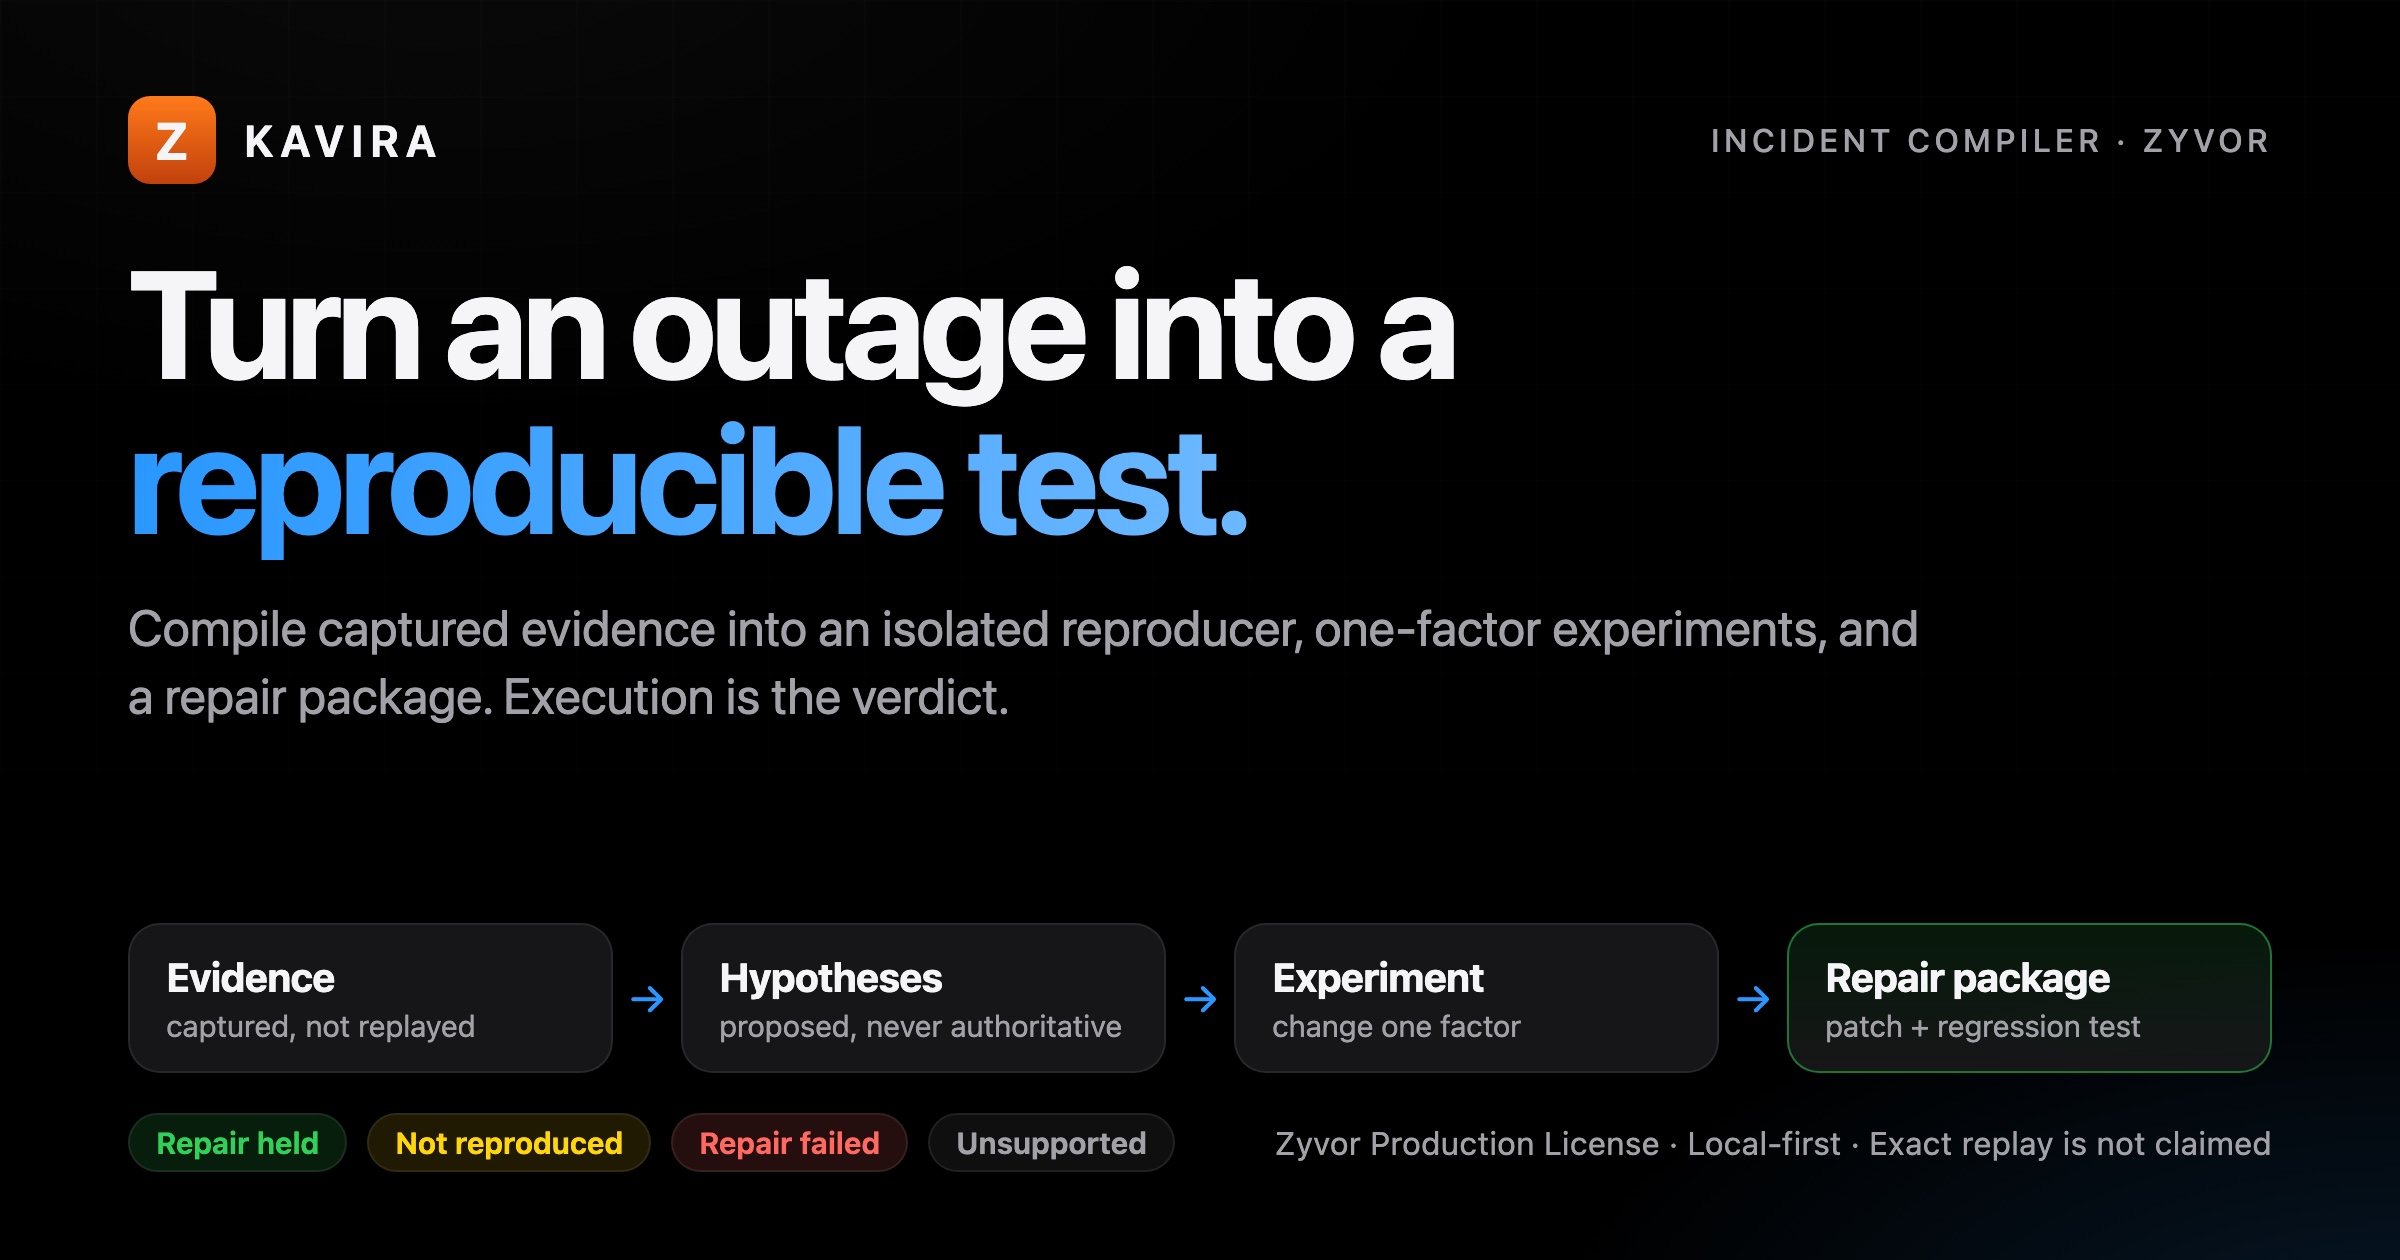 Z KAVIRA
INCIDENT COMPILER · ZYVOR
Turn an outage into a
reproducible test.
Compile captured evidence into an isolated reproducer, one-factor experiments, and
a repair package. Execution is the verdict.
Evidence
captured, not replayed
→
Hypotheses
proposed, never authoritative
→
Experiment
change one factor
→
Repair package
patch + regression test
Repair held
Not reproduced
Repair failed
Unsupported
Zyvor Production License · Local-first · Exact replay is not claimed